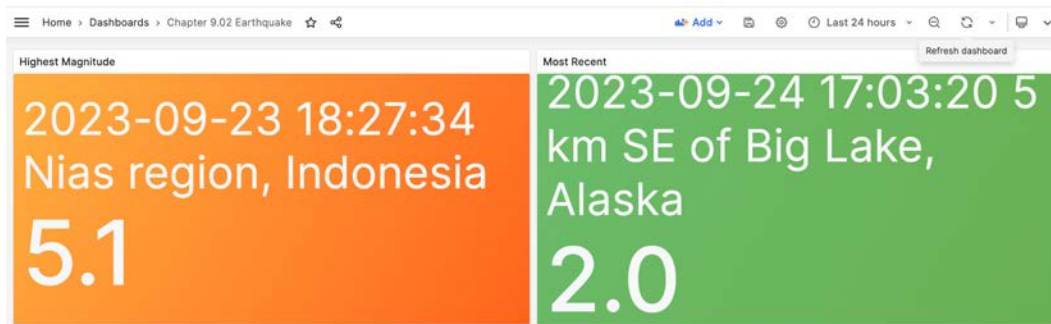 Home > Dashboards > Chapter 9.02 Earthquake
Add
Last 24 hours
Refresh dashboard
Highest Magnitude
2023-09-23 18:27:34
Nias region, Indonesia
5.1
Most Recent
2023-09-24 17:03:20 5
km SE of Big Lake,
Alaska
2.0